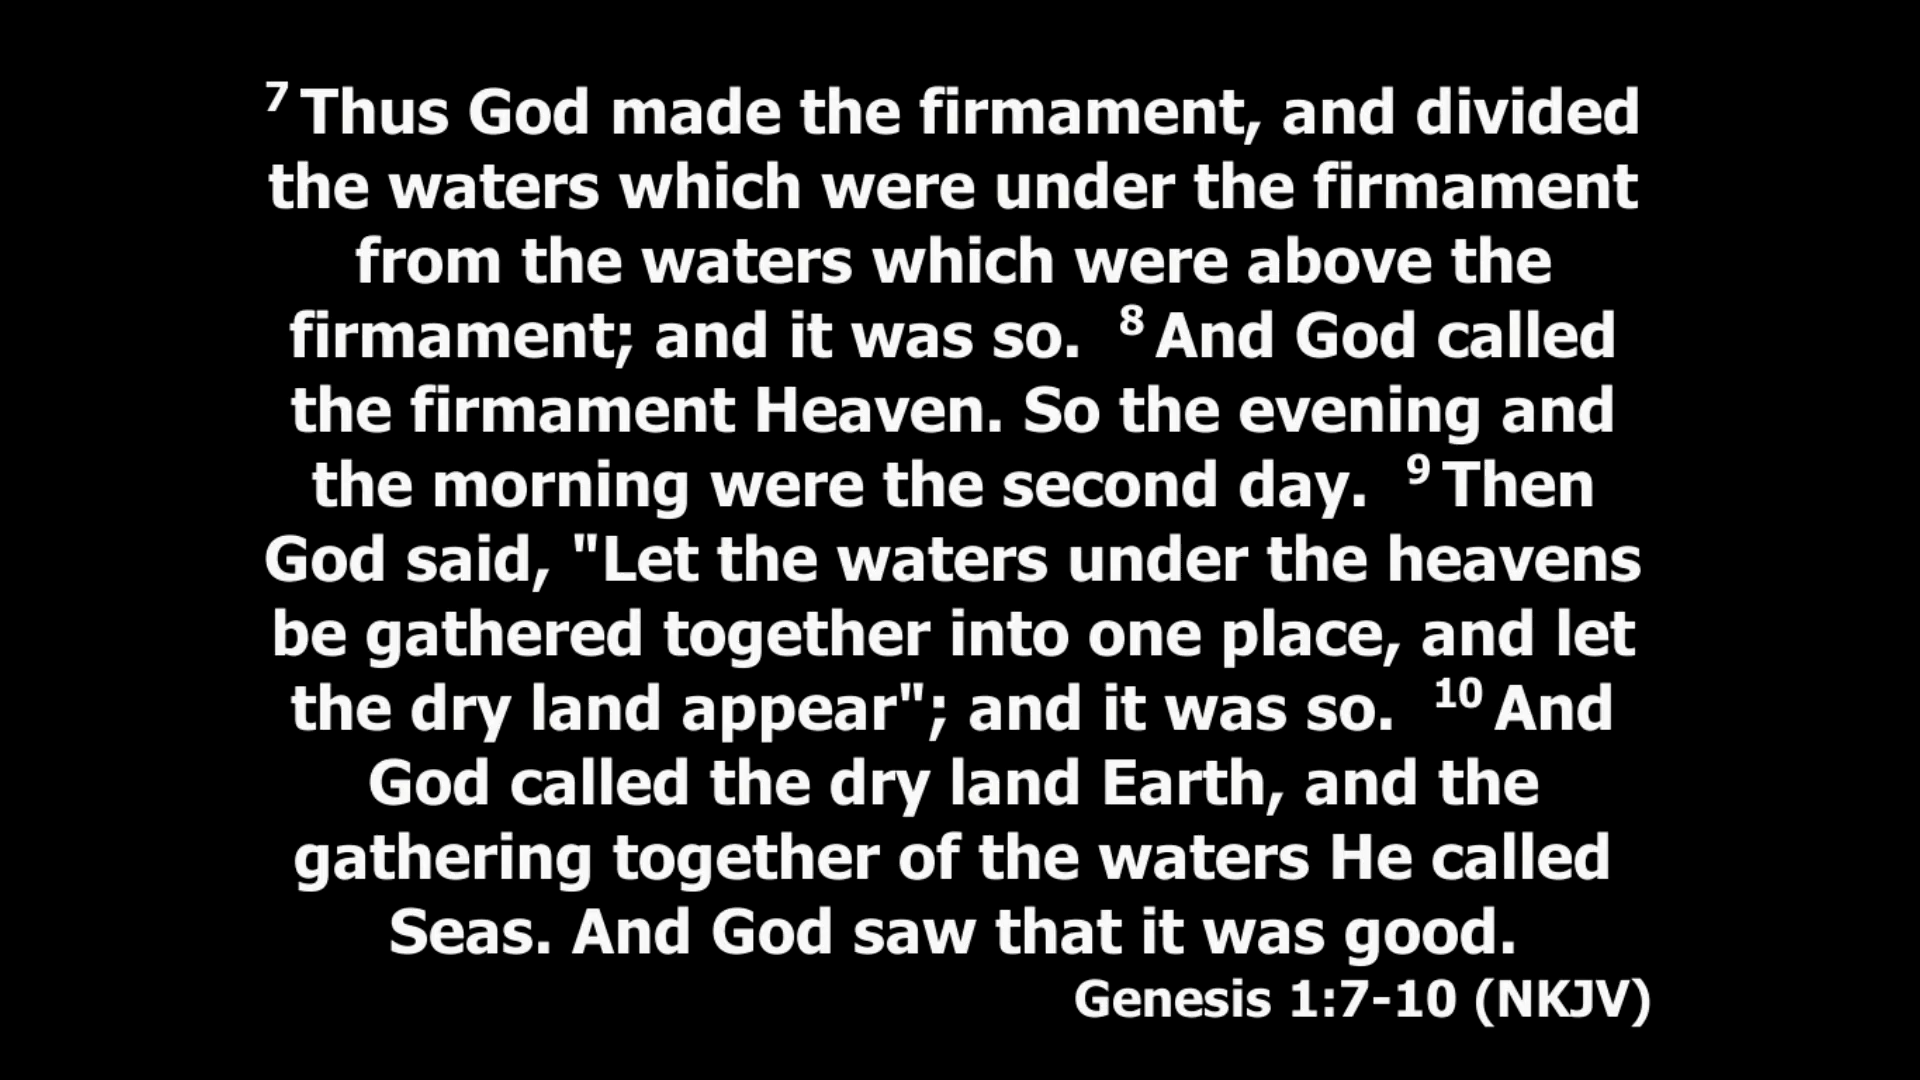 ⁷ Thus God made the firmament, and divided
the waters which were under the firmament
from the waters which were above the
firmament; and it was so. ⁸ And God called
the firmament Heaven. So the evening and
the morning were the second day. ⁹ Then
God said, "Let the waters under the heavens
be gathered together into one place, and let
the dry land appear"; and it was so. ¹⁰ And
God called the dry land Earth, and the
gathering together of the waters He called
Seas. And God saw that it was good.
Genesis 1:7-10 (NKJV)